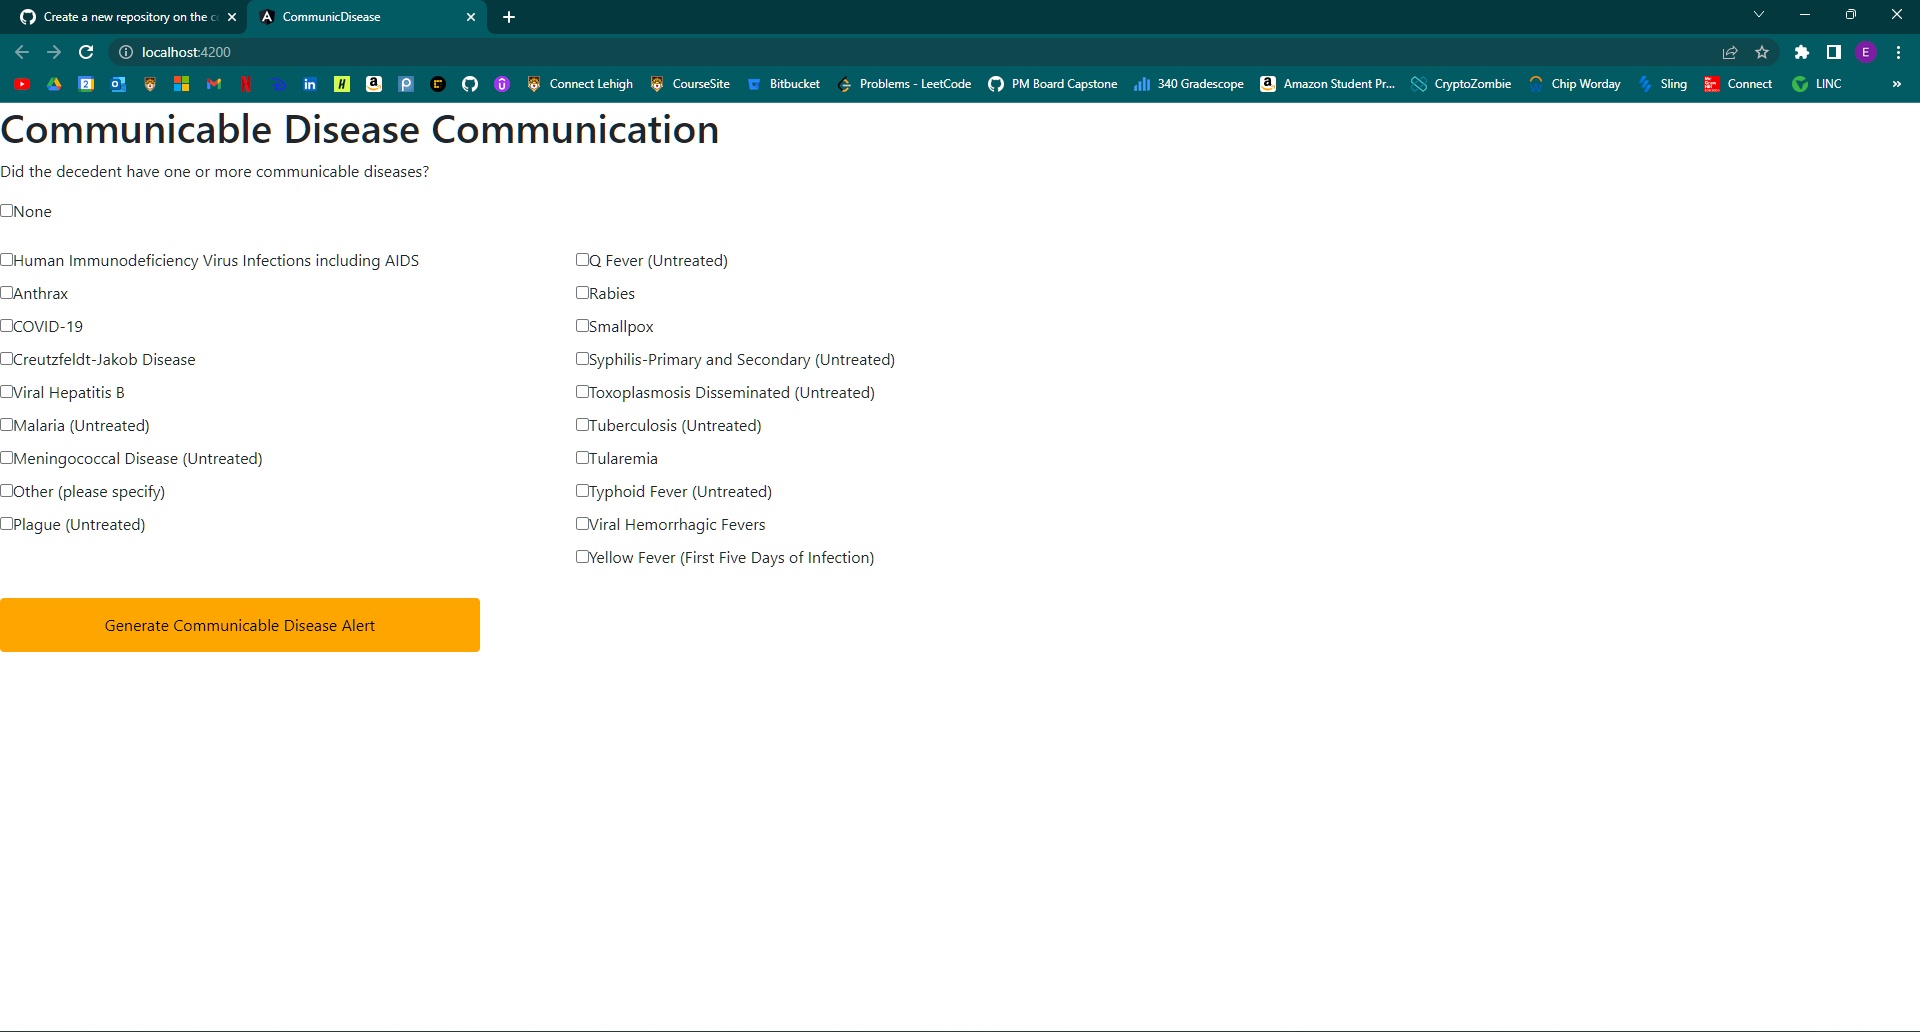 Create a new repository on the c
CommunicDisease
localhost:4200
E
Connect Lehigh
CourseSite
Bitbucket
Problems - LeetCode
PM Board Capstone
340 Gradescope
Amazon Student Pr...
CryptoZombie
Chip Worday
Sling
Connect
LINC
Communicable Disease Communication
Did the decedent have one or more communicable diseases?
None
Human Immunodeficiency Virus Infections including AIDS
Anthrax
COVID-19
Creutzfeldt-Jakob Disease
Viral Hepatitis B
Malaria (Untreated)
Meningococcal Disease (Untreated)
Other (please specify)
Plague (Untreated)
Q Fever (Untreated)
Rabies
Smallpox
Syphilis-Primary and Secondary (Untreated)
Toxoplasmosis Disseminated (Untreated)
Tuberculosis (Untreated)
Tularemia
Typhoid Fever (Untreated)
Viral Hemorrhagic Fevers
Yellow Fever (First Five Days of Infection)
Generate Communicable Disease Alert